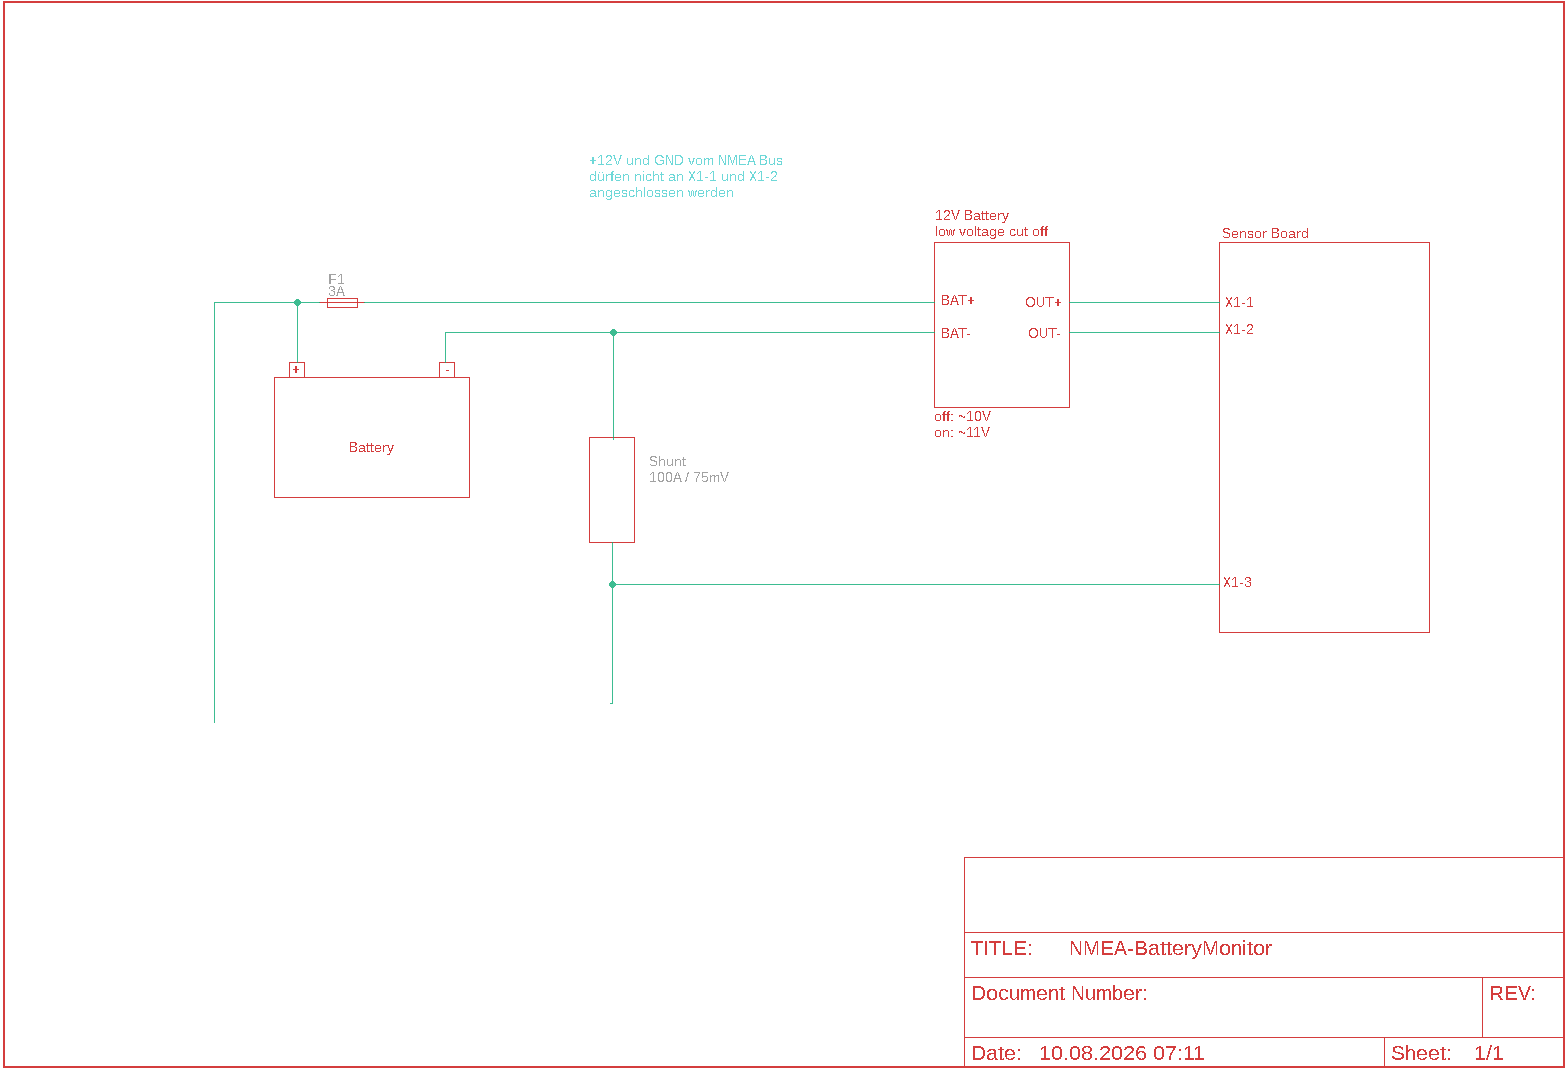 +12V und GND vom NMEA Bus
dürfen nicht an X1-1 und X1-2
angeschlossen werden
12V Battery
low voltage cut off
Sensor Board
F1
3A
BAT+
OUT+
X1-1
BAT-
OUT-
X1-2
+
-
off: ~10V
on: ~11V
Battery
Shunt
100A / 75mV
X1-3
TITLE: NMEA-BatteryMonitor
Document Number:
REV:
Date: 10.08.2026 07:11
Sheet: 1/1